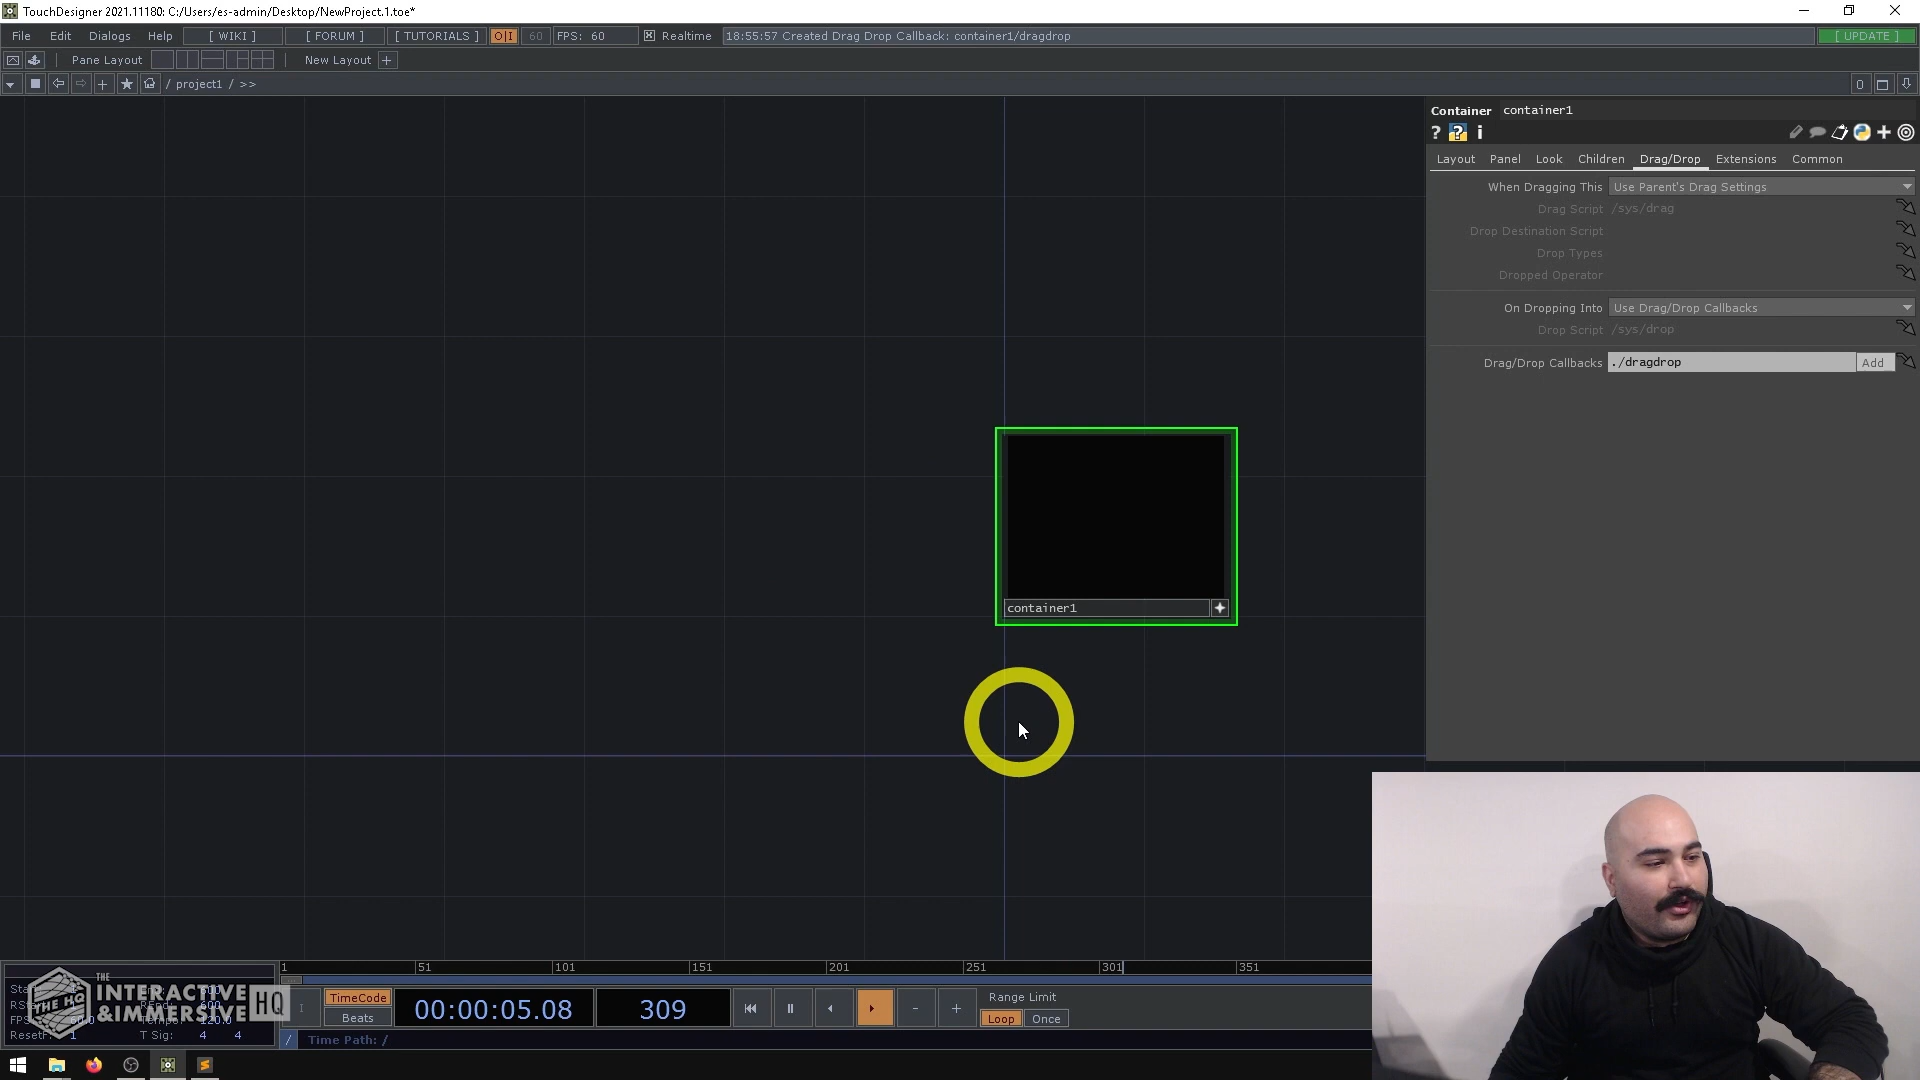 TouchDesigner 2021.11180: C:/Users/es-admin/Desktop/NewProject.1.toe*
File Edit Dialogs Help [ WIKI ] [ FORUM ] [ TUTORIALS ] O|I 60 FPS: 60 Realtime 18:55:57 Created Drag Drop Callback: container1/dragdrop [ UPDATE ]
Pane Layout New Layout +
/ project1 / >> 0
Container container1
? ? i
Layout Panel Look Children Drag/Drop Extensions Common
When Dragging This Use Parent's Drag Settings
Drag Script /sys/drag
Drop Destination Script
Drop Types
Dropped Operator
On Dropping Into Use Drag/Drop Callbacks
Drop Script /sys/drop
Drag/Drop Callbacks ./dragdrop Add
container1
1 51 101 151 201 251 301 351
THE INTERACTIVE &IMMERSIVE HQ
THE HQ
TimeCode
Beats
00:00:05.08 309
Range Limit
Loop Once
T Sig: 4 4
/ Time Path: /